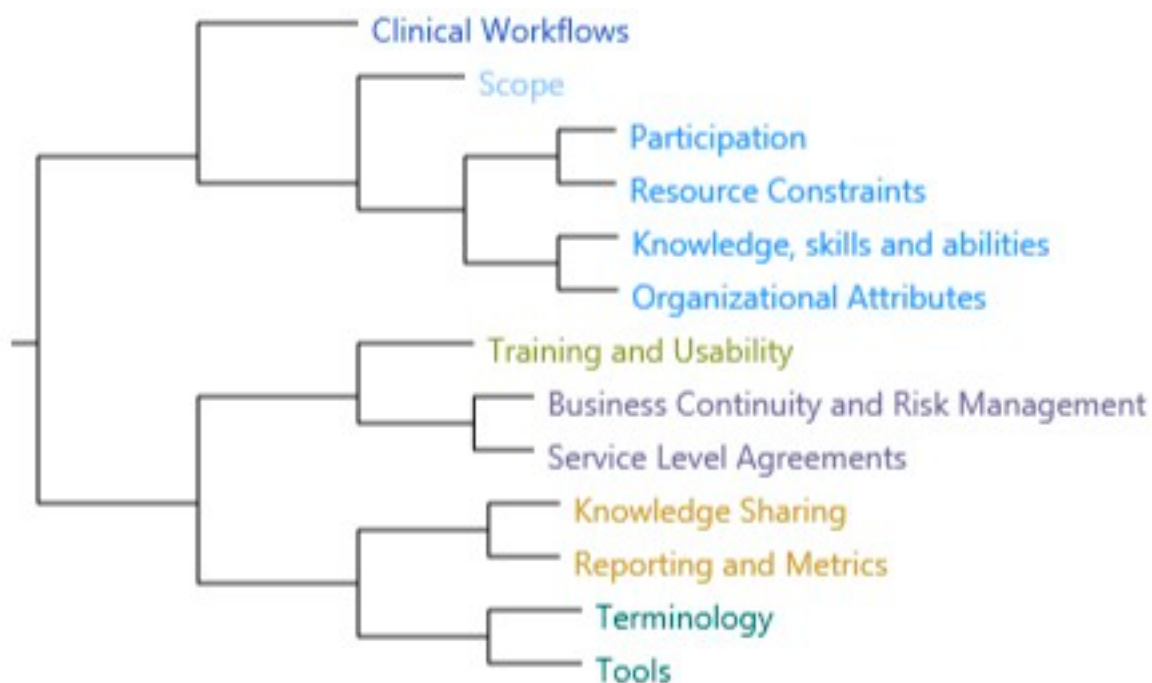 Clinical Workflows
Scope
Participation
Resource Constraints
Knowledge, skills and abilities
Organizational Attributes
Training and Usability
Business Continuity and Risk Management
Service Level Agreements
Knowledge Sharing
Reporting and Metrics
Terminology
Tools